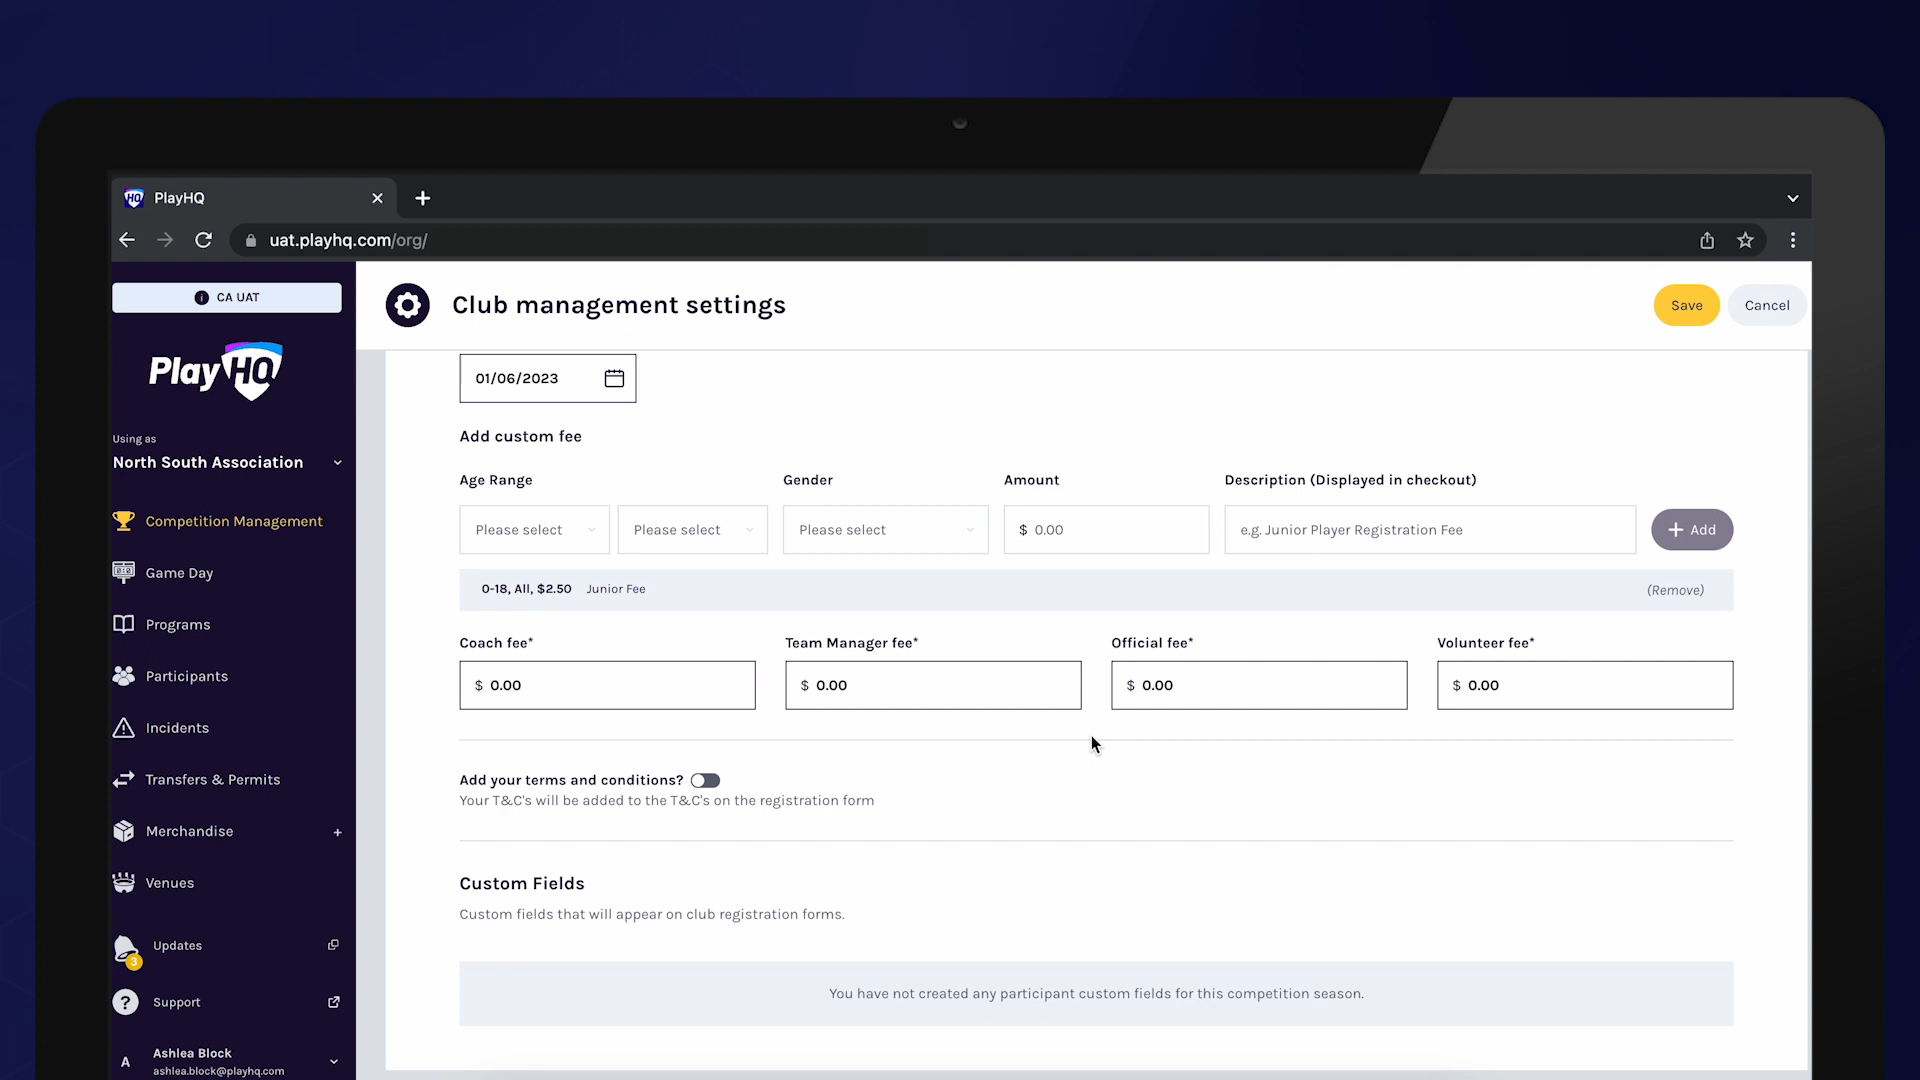 PlayHQ
uat.playhq.com/org/
CA UAT
Club management settings
Save
Cancel
PlayHQ
Using as
North South Association
Competition Management
Game Day
Programs
Participants
Incidents
Transfers & Permits
Merchandise
Venues
Updates
3
Support
A
Ashlea Block
ashlea.block@playhq.com
01/06/2023
Add custom fee
Age Range
Gender
Amount
Description (Displayed in checkout)
Please select
Please select
Please select
$ 0.00
e.g. Junior Player Registration Fee
+ Add
0-18, All, $2.50 Junior Fee
(Remove)
Coach fee*
Team Manager fee*
Official fee*
Volunteer fee*
$ 0.00
$ 0.00
$ 0.00
$ 0.00
Add your terms and conditions?
Your T&C's will be added to the T&C's on the registration form
Custom Fields
Custom fields that will appear on club registration forms.
You have not created any participant custom fields for this competition season.